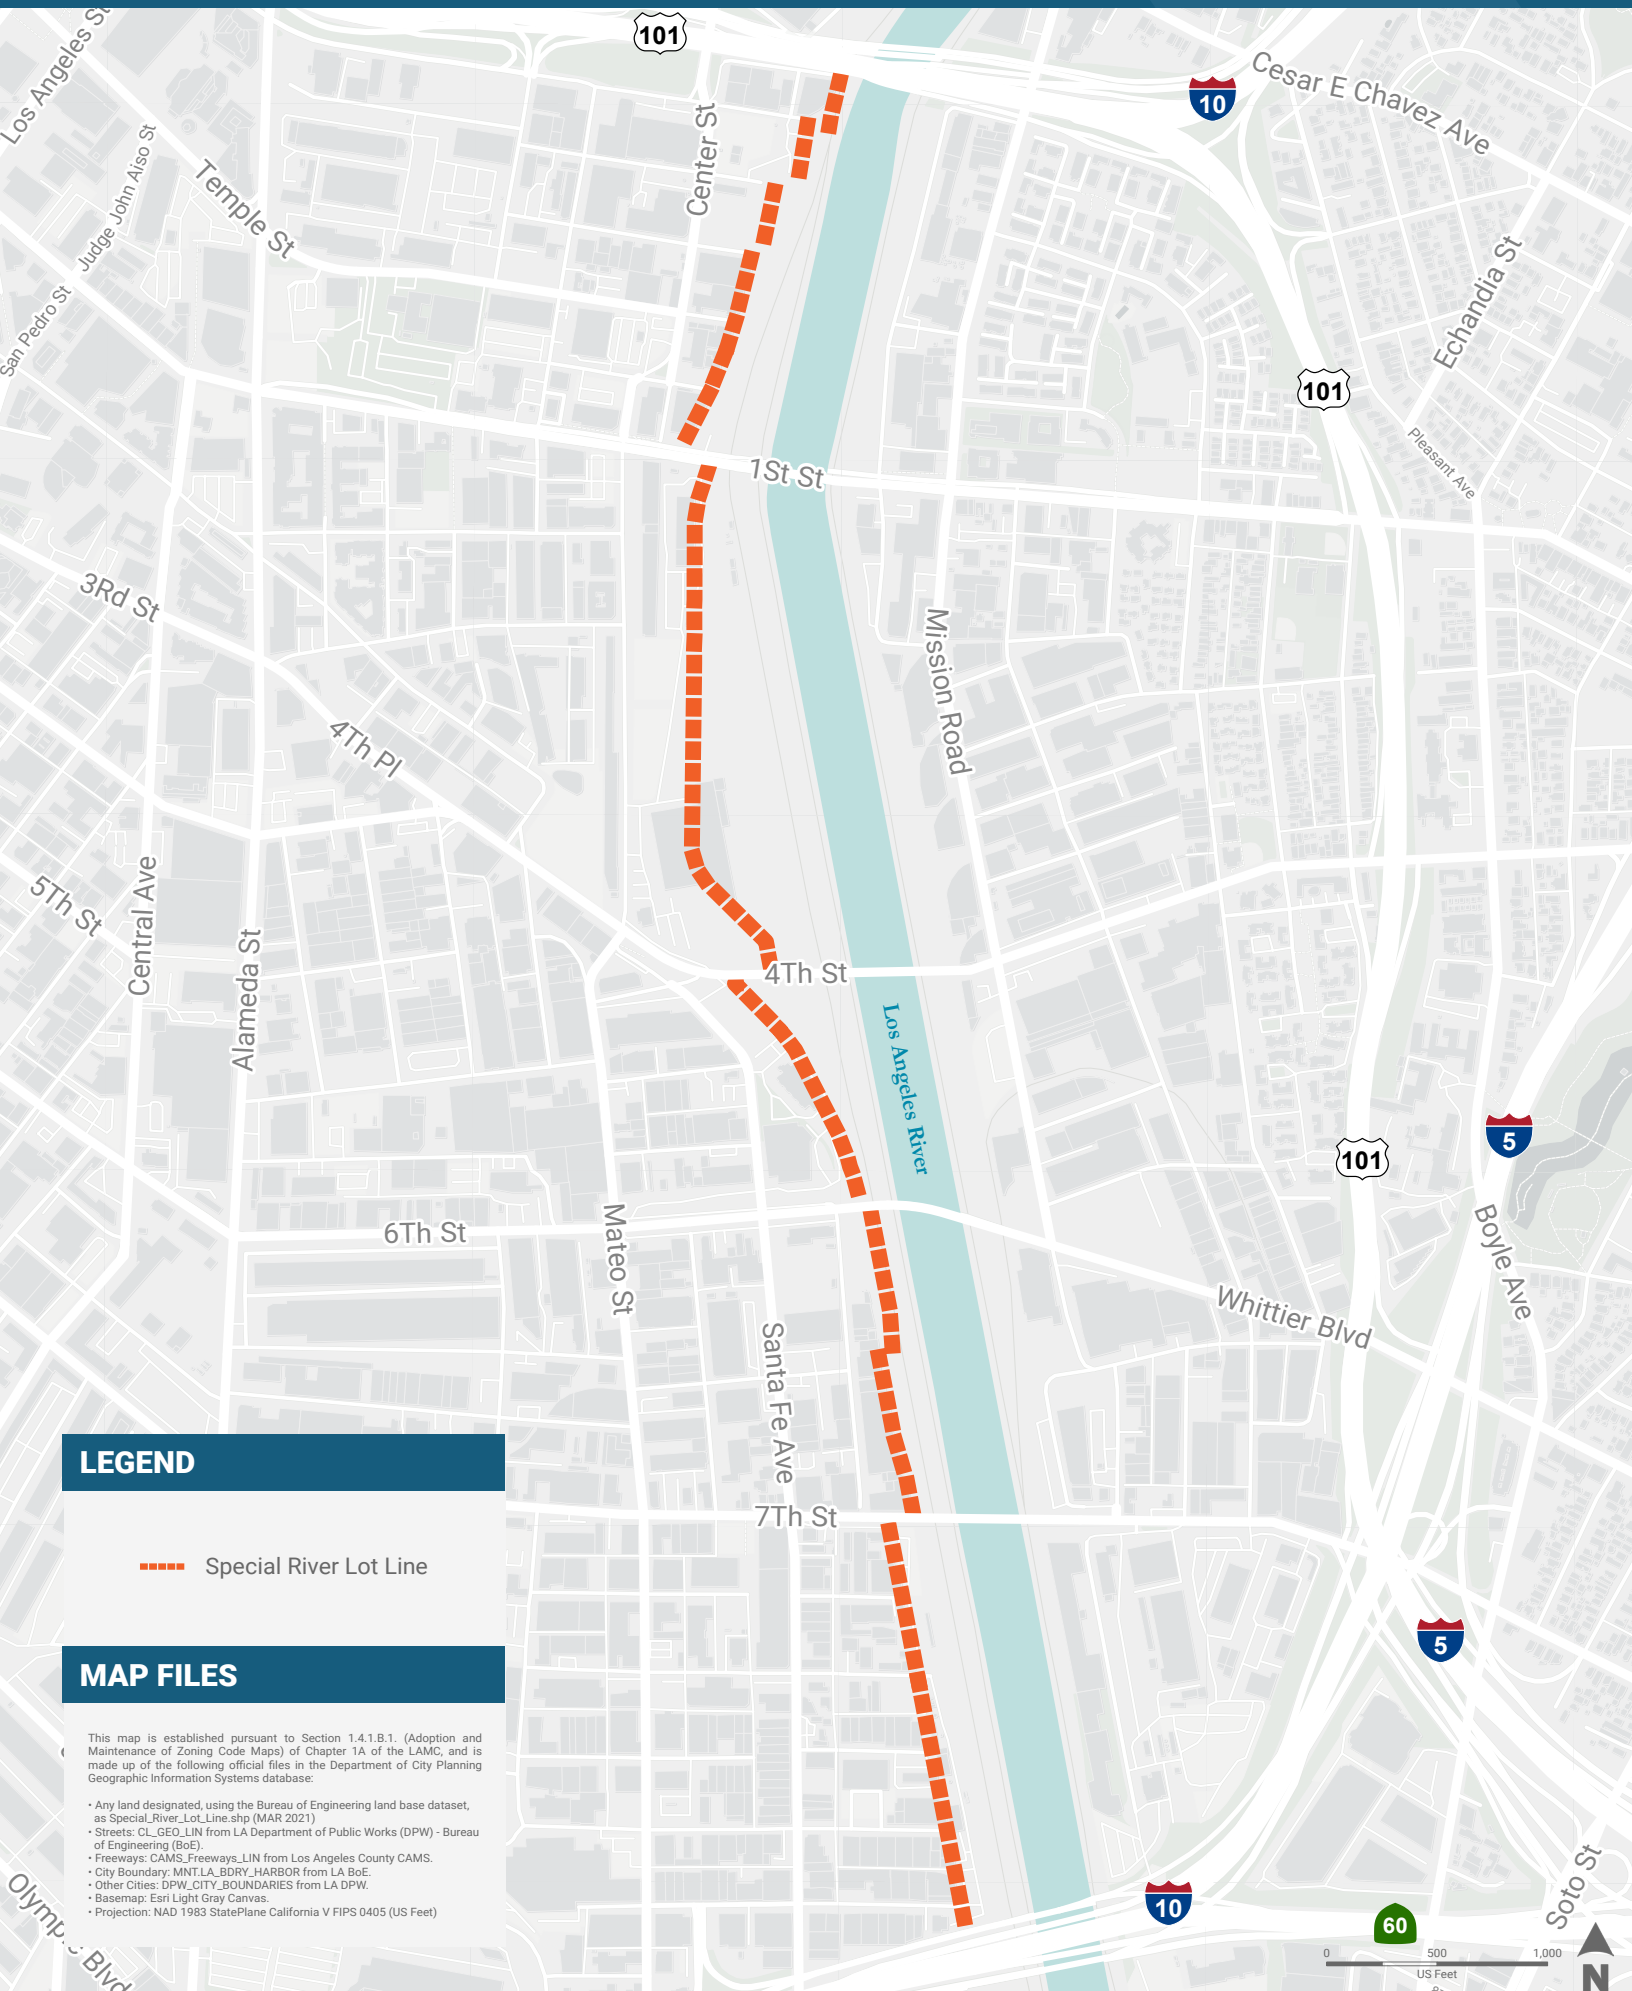 Los Angeles St
101
Cesar E Chavez Ave
10
Center St
Judge John Aiso St
Temple St
San Pedro St
Echandia St
101
Pleasant Ave
1St St
3Rd St
Mission Road
4Th Pl
5Th St
Central Ave
Alameda St
4Th St
Los Angeles River
5
101
6Th St
Mateo St
Boyle Ave
Whittier Blvd
Santa Fe Ave
7Th St
LEGEND
Special River Lot Line
5
MAP FILES
This map is established pursuant to Section 1.4.1.B.1. (Adoption and
Maintenance of Zoning Code Maps) of Chapter 1A of the LAMC, and is
made up of the following official files in the Department of City Planning
Geographic Information Systems database:
• Any land designated, using the Bureau of Engineering land base dataset,
as Special_River_Lot_Line.shp (MAR 2021)
• Streets: CL_GEO_LIN from LA Department of Public Works (DPW) - Bureau
of Engineering (BoE).
• Freeways: CAMS_Freeways_LIN from Los Angeles County CAMS.
• City Boundary: MNT.LA_BDRY_HARBOR from LA BoE.
• Other Cities: DPW_CITY_BOUNDARIES from LA DPW.
• Basemap: Esri Light Gray Canvas.
• Projection: NAD 1983 StatePlane California V FIPS 0405 (US Feet)
Olympic Blvd
10
60
Soto St
0 500 1,000
US Feet
N